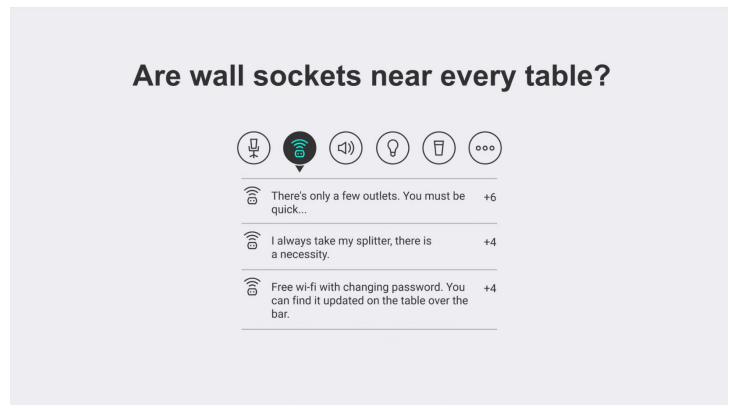 Are wall sockets near every table?
There's only a few outlets. You must be
quick...
+6
I always take my splitter, there is
a necessity.
+4
Free wi-fi with changing password. You
can find it updated on the table over the
bar.
+4